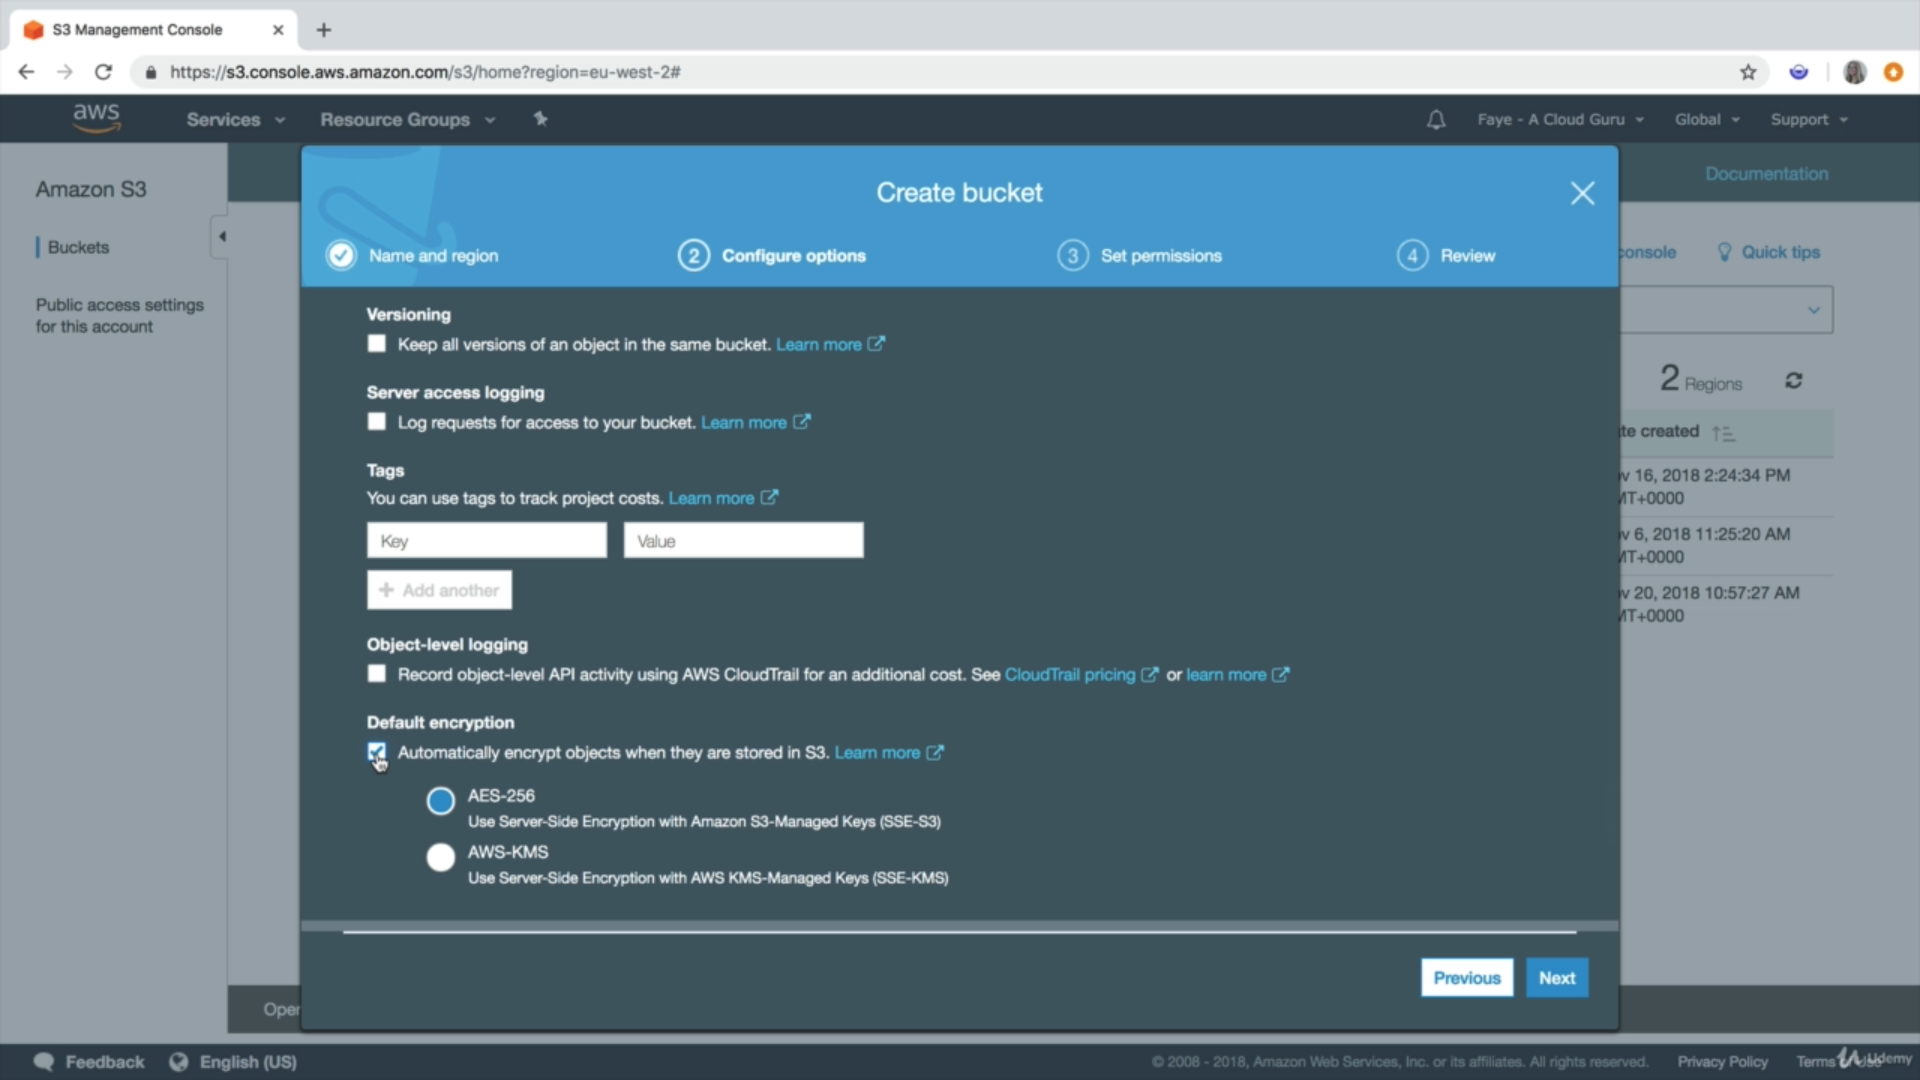 S3 Management Console
https://s3.console.aws.amazon.com/s3/home?region=eu-west-2#
aws
Services
Resource Groups
Faye - A Cloud Guru
Global
Support
Amazon S3
Buckets
Public access settings
for this account
Documentation
console
Quick tips
2 Regions
te created
v 16, 2018 2:24:34 PM
MT+0000
v 6, 2018 11:25:20 AM
MT+0000
v 20, 2018 10:57:27 AM
MT+0000
Create bucket
Name and region
2 Configure options
3 Set permissions
4 Review
Versioning
Keep all versions of an object in the same bucket. Learn more
Server access logging
Log requests for access to your bucket. Learn more
Tags
You can use tags to track project costs. Learn more
Key
Value
+ Add another
Object-level logging
Record object-level API activity using AWS CloudTrail for an additional cost. See CloudTrail pricing or learn more
Default encryption
Automatically encrypt objects when they are stored in S3. Learn more
AES-256
Use Server-Side Encryption with Amazon S3-Managed Keys (SSE-S3)
AWS-KMS
Use Server-Side Encryption with AWS KMS-Managed Keys (SSE-KMS)
Previous
Next
Oper
Feedback
English (US)
© 2008 - 2018, Amazon Web Services, Inc. or its affiliates. All rights reserved.
Privacy Policy
Terms
Udemy